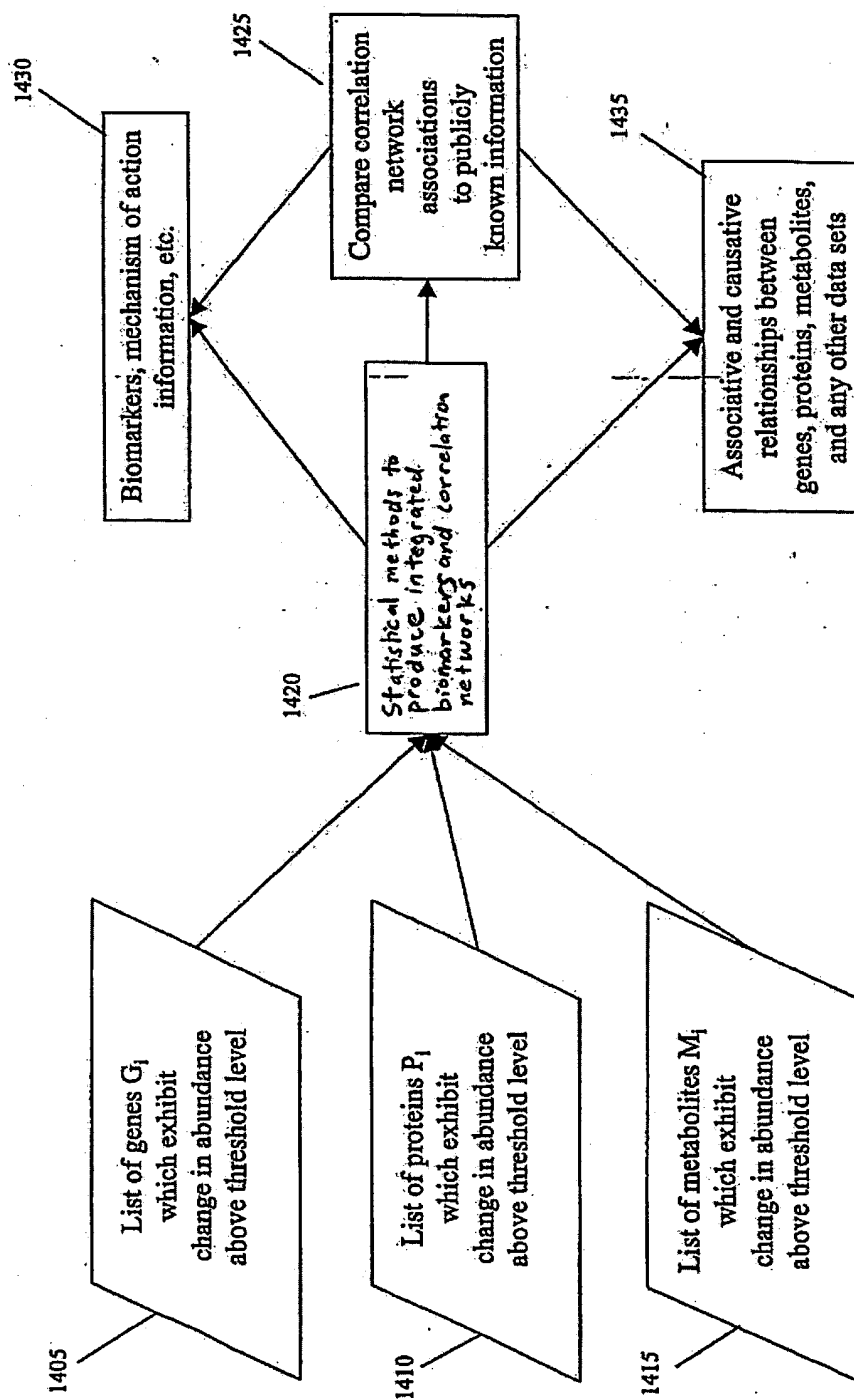 1405
List of genes Gi
which exhibit
change in abundance
above threshold level
1410
List of proteins Pi
which exhibit
change in abundance
above threshold level
1415
List of metabolites Mi
which exhibit
change in abundance
above threshold level
1420
Statistical methods to
produce integrated
biomarkers and correlation
networks
1425
Compare correlation
network
associations
to publicly
known information
1430
Biomarkers, mechanism of action
information, etc.
1435
Associative and causative
relationships between
genes, proteins, metabolites,
and any other data sets